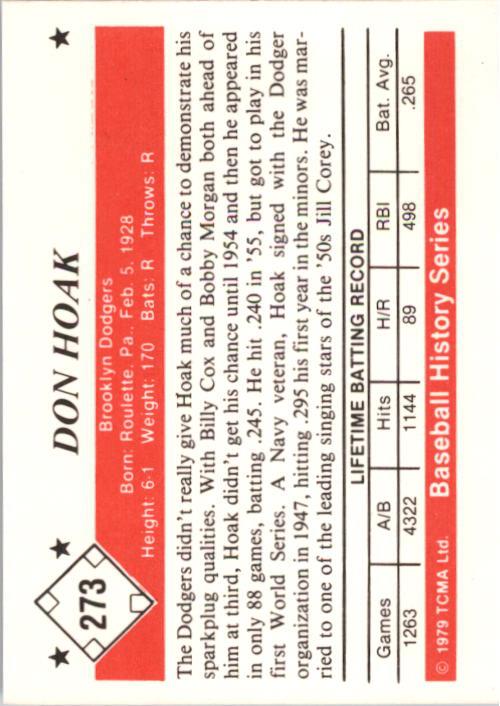 273
DON HOAK
Brooklyn Dodgers
Born: Roulette, Pa., Feb. 5, 1928
Height: 6-1 Weight: 170 Bats: R Throws: R
The Dodgers didn't really give Hoak much of a chance to demonstrate his
sparkplug qualities. With Billy Cox and Bobby Morgan both ahead of
him at third, Hoak didn't get his chance until 1954 and then he appeared
in only 88 games, batting .245. He hit .240 in '55, but got to play in his
first World Series. A Navy veteran, Hoak signed with the Dodger
organization in 1947, hitting .295 his first year in the minors. He was mar-
ried to one of the leading singing stars of the '50s Jill Corey.
LIFETIME BATTING RECORD
Games A/B Hits H/R RBI Bat. Avg.
1263 4322 1144 89 498 .265
© 1979 TCMA Ltd. Baseball History Series